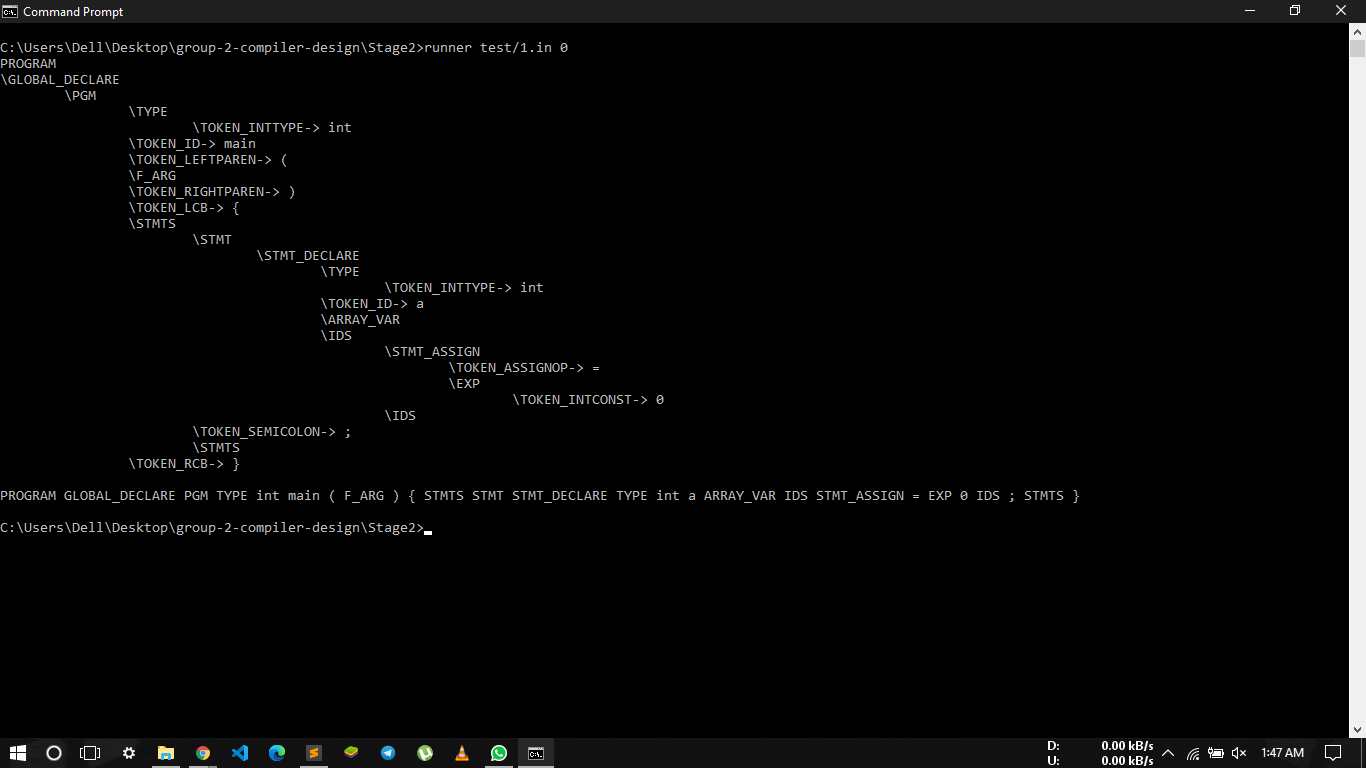 Command Prompt
C:\Users\Dell\Desktop\group-2-compiler-design\Stage2>runner test/1.in 0
PROGRAM
\GLOBAL_DECLARE
\PGM
\TYPE
\TOKEN_INTTYPE-> int
\TOKEN_ID-> main
\TOKEN_LEFTPAREN-> (
\F_ARG
\TOKEN_RIGHTPAREN-> )
\TOKEN_LCB-> {
\STMTS
\STMT
\STMT_DECLARE
\TYPE
\TOKEN_INTTYPE-> int
\TOKEN_ID-> a
\ARRAY_VAR
\IDS
\STMT_ASSIGN
\TOKEN_ASSIGNOP-> =
\EXP
\TOKEN_INTCONST-> 0
\IDS
\TOKEN_SEMICOLON-> ;
\STMTS
\TOKEN_RCB-> }
PROGRAM GLOBAL_DECLARE PGM TYPE int main ( F_ARG ) { STMTS STMT STMT_DECLARE TYPE int a ARRAY_VAR IDS STMT_ASSIGN = EXP 0 IDS ; STMTS }
C:\Users\Dell\Desktop\group-2-compiler-design\Stage2>
D: 0.00 kB/s
U: 0.00 kB/s
1:47 AM